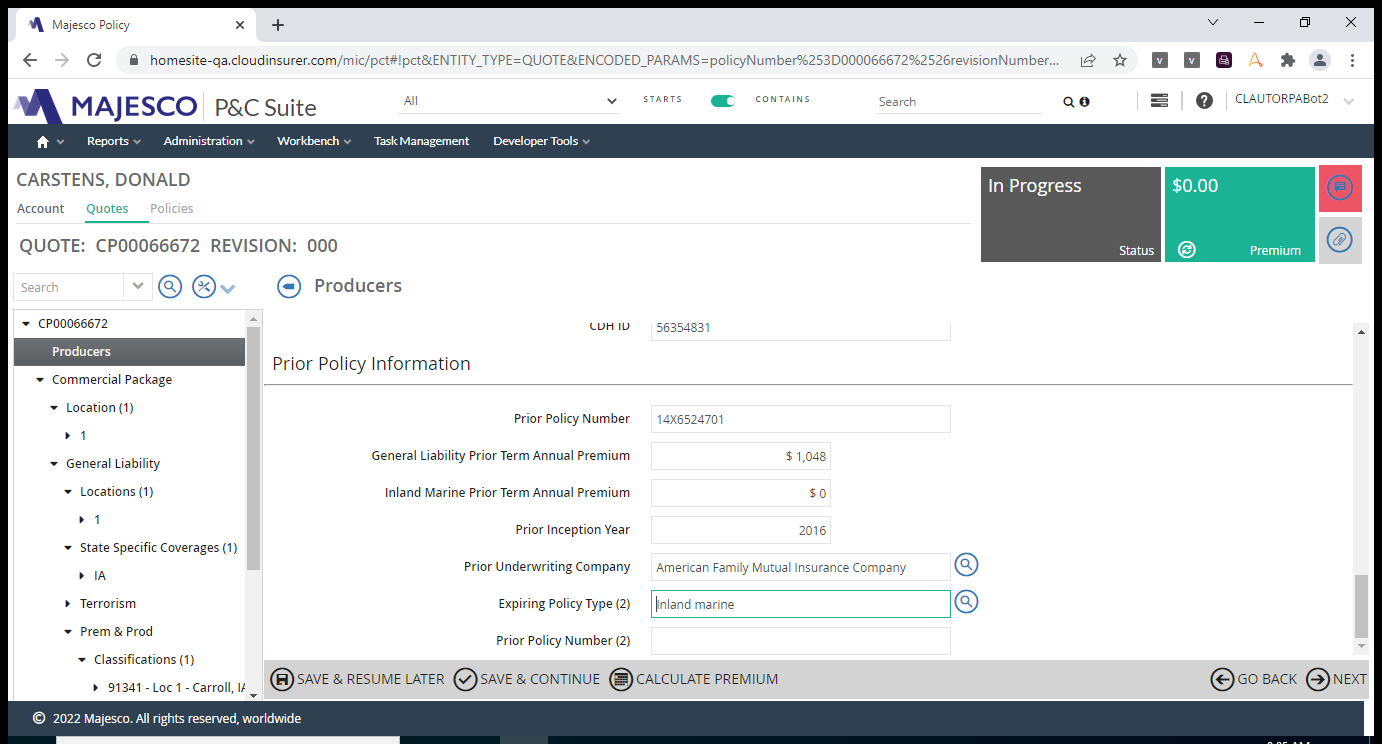 Majesco Policy
homesite-qa.cloudinsurer.com/mic/pct#!pct&ENTITY_TYPE=QUOTE&ENCODED_PARAMS=policyNumber%253D000066672%2526revisionNumber...
MAJESCO P&C Suite
All
STARTS
CONTAINS
Search
CLAUTORPABot2
Reports
Administration
Workbench
Task Management
Developer Tools
CARSTENS, DONALD
Account
Quotes
Policies
In Progress
Status
$0.00
Premium
QUOTE: CP00066672 REVISION: 000
Search
Producers
CP00066672
Producers
Commercial Package
Location (1)
1
General Liability
Locations (1)
1
State Specific Coverages (1)
IA
Terrorism
Prem & Prod
Classifications (1)
91341 - Loc 1 - Carroll, IA
CDH ID
56354831
Prior Policy Information
Prior Policy Number
14X6524701
General Liability Prior Term Annual Premium
$ 1,048
Inland Marine Prior Term Annual Premium
$ 0
Prior Inception Year
2016
Prior Underwriting Company
American Family Mutual Insurance Company
Expiring Policy Type (2)
Inland marine
Prior Policy Number (2)
SAVE & RESUME LATER
SAVE & CONTINUE
CALCULATE PREMIUM
GO BACK
NEXT
© 2022 Majesco. All rights reserved, worldwide